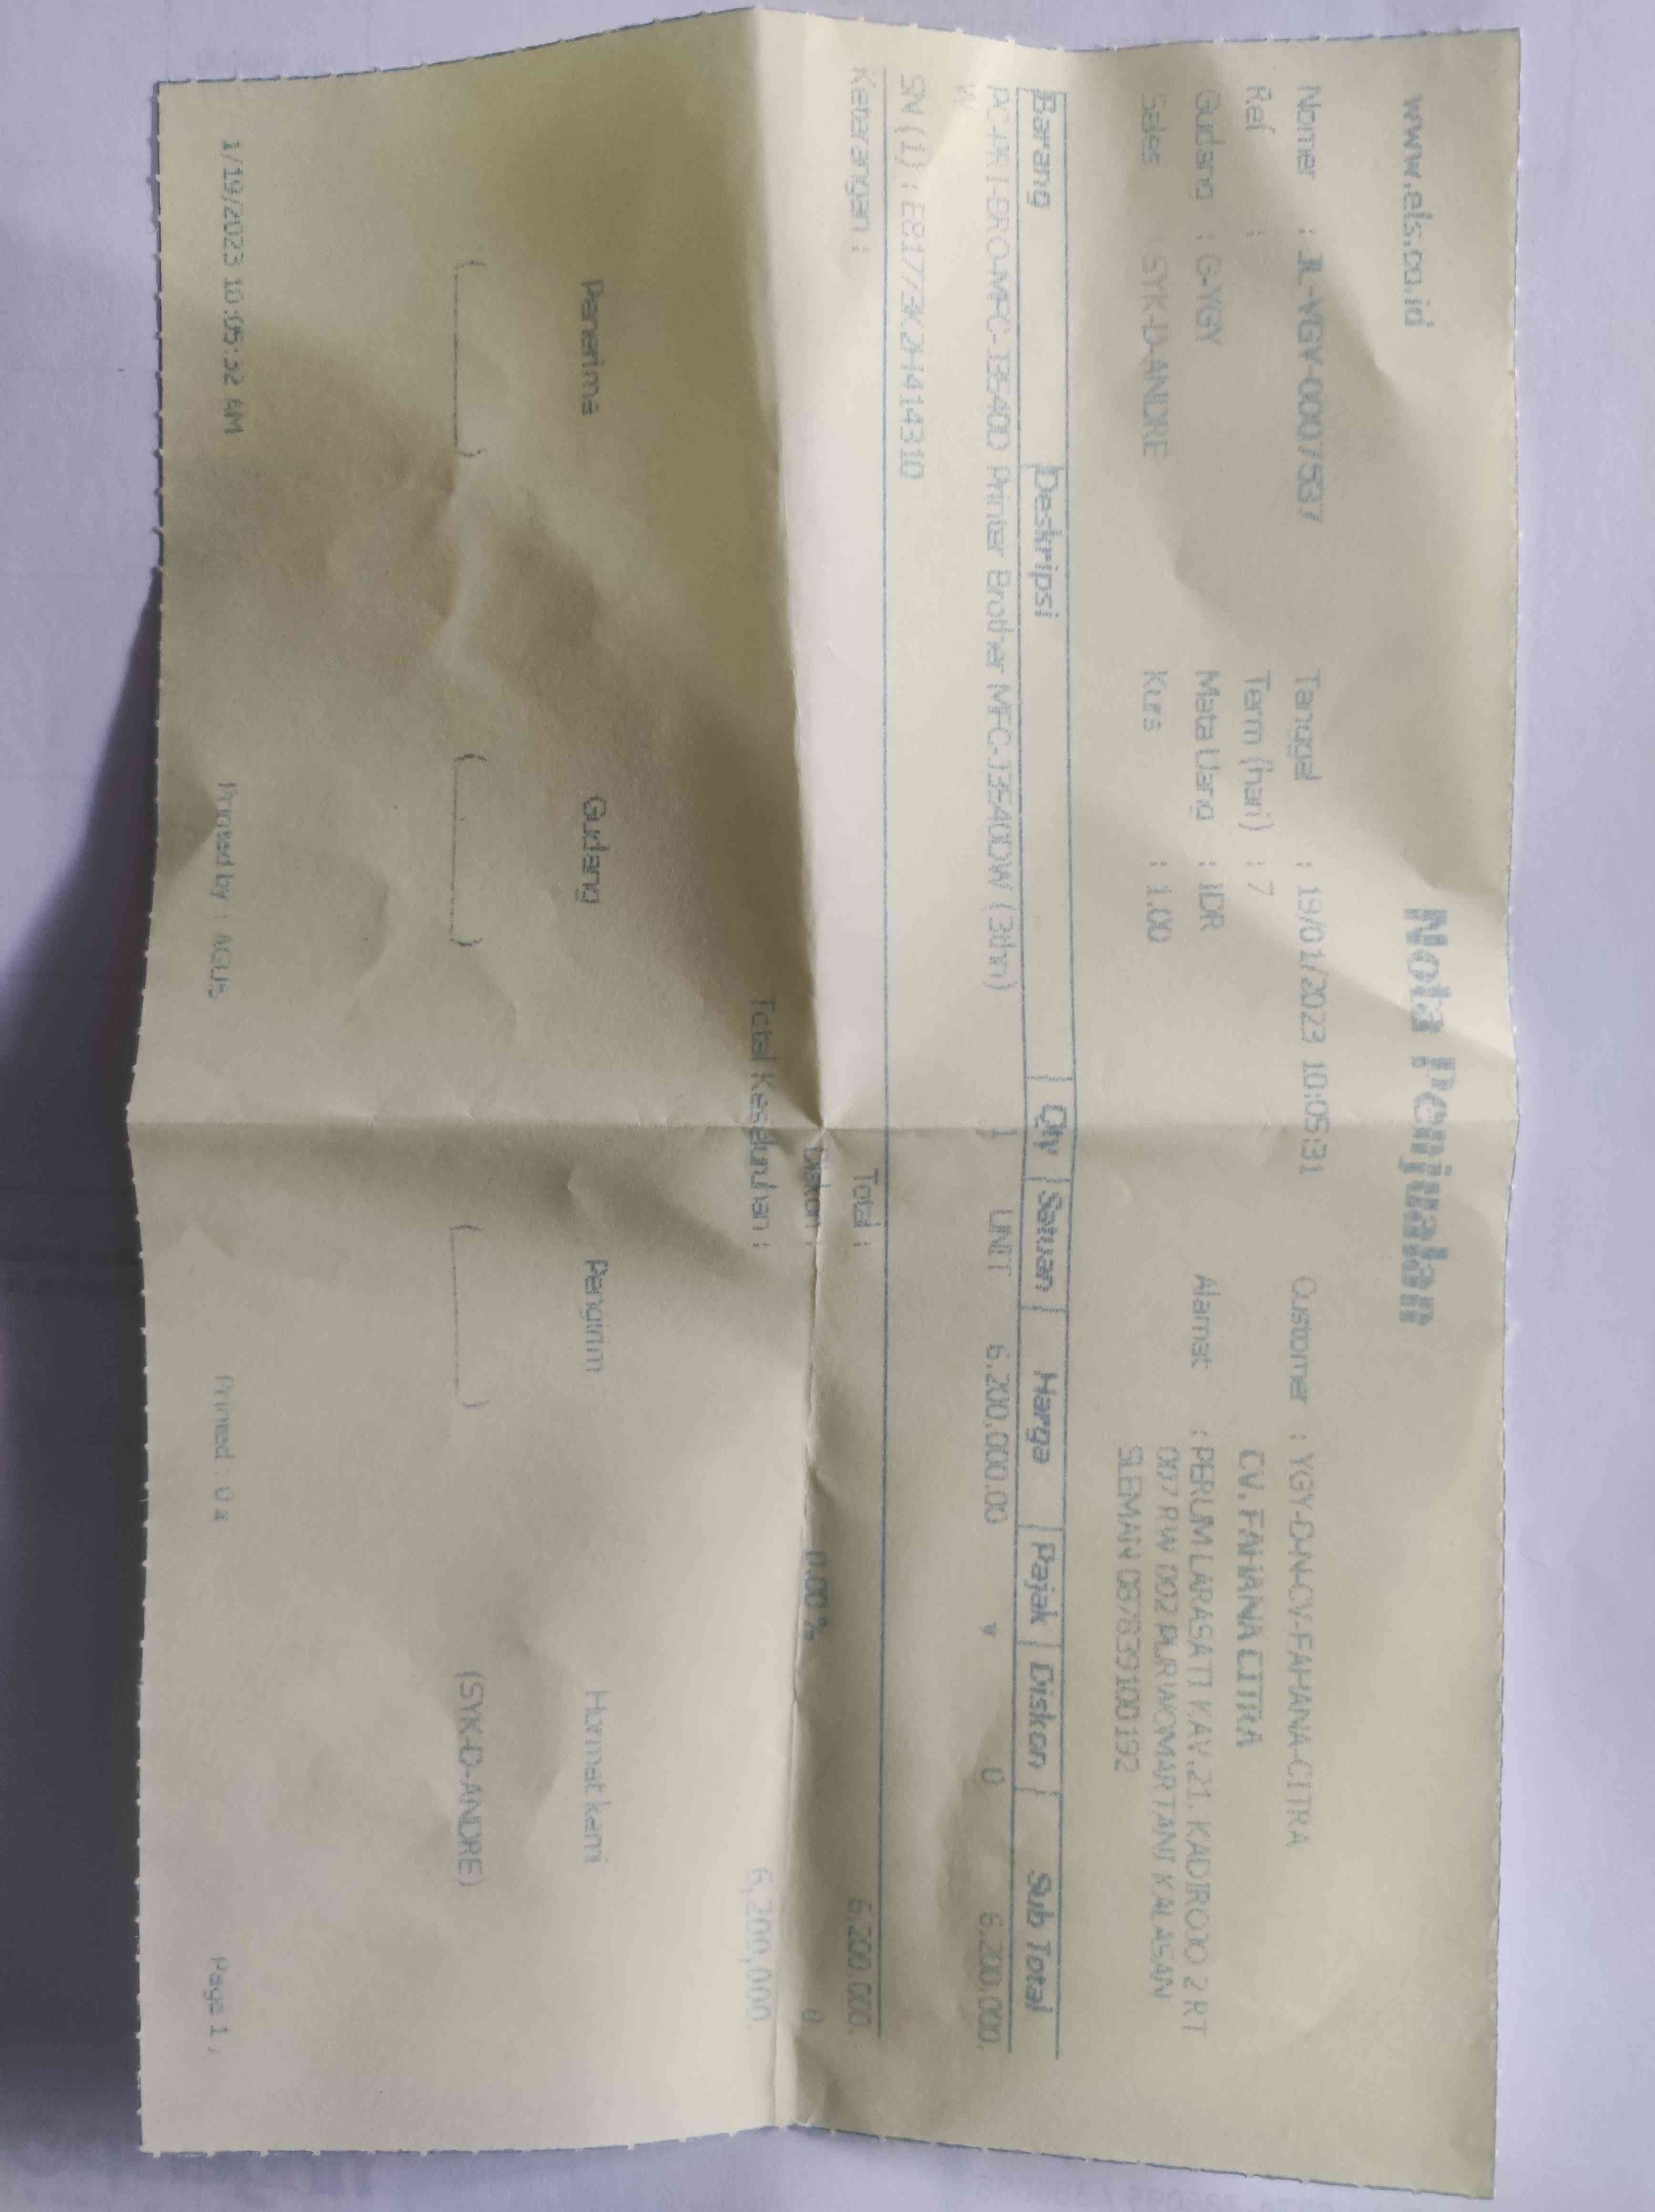 www.els.co.id
Nota Penjualan
Nomer : JL-YGY-0007537 Tanggal : 19/01/2023 10:05:31 Customer : YGY-D-N-CV-FAHANA-CITRA
Ref : Term (hari) : 7 CV. FAHANA CITRA
Gudang : G-YGY Mata Uang : IDR Alamat : PERUM LARASATI KAV.21, KADIROJO 2 RT
Sales : SYK-D-ANDRE Kurs : 1.00 007 RW 002 PURWOMARTANI KALASAN
SLEMAN 087839100192
Barang Deskripsi Qty Satuan Harga Pajak Diskon Sub Total
PC-PRT-BRO-MFC-J3540D Printer Brother MFC-J3540DW (3thn) 1 UNIT 6,200,000.00 v 0 6,200,000.
W
SN (1) : E81773K2H414310
Keterangan : Total : 6,200,000.
Diskon : 0.00 % 0
Total Keseluruhan : 6,200,000.
Penerima Gudang Pengirim Hormat kami
( ) ( ) ( ) (SYK-D-ANDRE)
1/19/2023 10:05:32 AM Printed by : AGUS Printed : 0 x Page 1 /